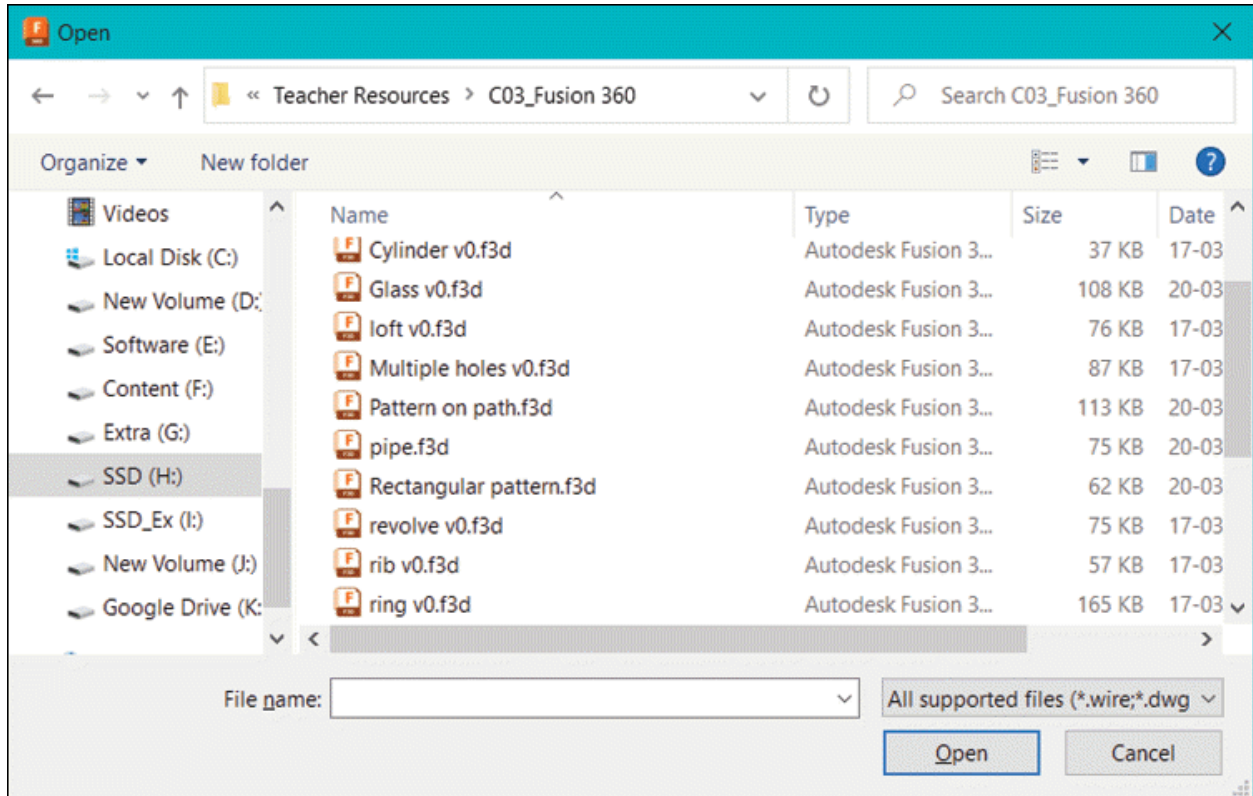 Open
« Teacher Resources > C03_Fusion 360
Search C03_Fusion 360
Organize
New folder
Videos
Local Disk (C:)
New Volume (D:
Software (E:)
Content (F:)
Extra (G:)
SSD (H:)
SSD_Ex (I:)
New Volume (J:)
Google Drive (K:
Name Type Size Date
Cylinder v0.f3d Autodesk Fusion 3... 37 KB 17-03
Glass v0.f3d Autodesk Fusion 3... 108 KB 20-03
loft v0.f3d Autodesk Fusion 3... 76 KB 17-03
Multiple holes v0.f3d Autodesk Fusion 3... 87 KB 17-03
Pattern on path.f3d Autodesk Fusion 3... 113 KB 20-03
pipe.f3d Autodesk Fusion 3... 75 KB 20-03
Rectangular pattern.f3d Autodesk Fusion 3... 62 KB 20-03
revolve v0.f3d Autodesk Fusion 3... 75 KB 17-03
rib v0.f3d Autodesk Fusion 3... 57 KB 17-03
ring v0.f3d Autodesk Fusion 3... 165 KB 17-03
File name:
All supported files (*.wire;*.dwg
Open
Cancel